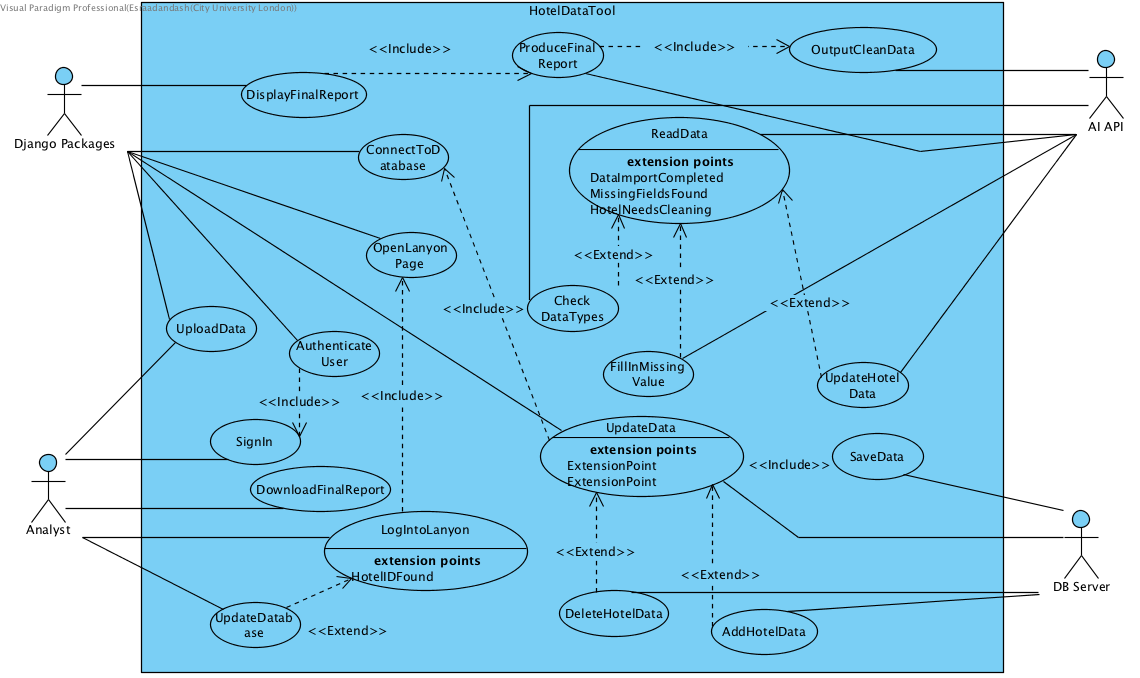 Visual Paradigm Professional(Esraadandash(City University London))
HotelDataTool
<<Include>>
ProduceFinal
Report
<<Include>>
OutputCleanData
DisplayFinalReport
Django Packages
AI API
ConnectToD
atabase
ReadData
extension points
DataImportCompleted
MissingFieldsFound
HotelNeedsCleaning
OpenLanyon
Page
<<Extend>>
<<Extend>>
<<Extend>>
<<Include>>
Check
DataTypes
UploadData
Authenticate
User
FillInMissing
Value
UpdateHotel
Data
<<Include>>
<<Include>>
SignIn
UpdateData
extension points
ExtensionPoint
ExtensionPoint
<<Include>>
SaveData
DownloadFinalReport
Analyst
LogIntoLanyon
extension points
HotelIDFound
<<Extend>>
<<Extend>>
DB Server
UpdateDatab
ase
<<Extend>>
DeleteHotelData
AddHotelData